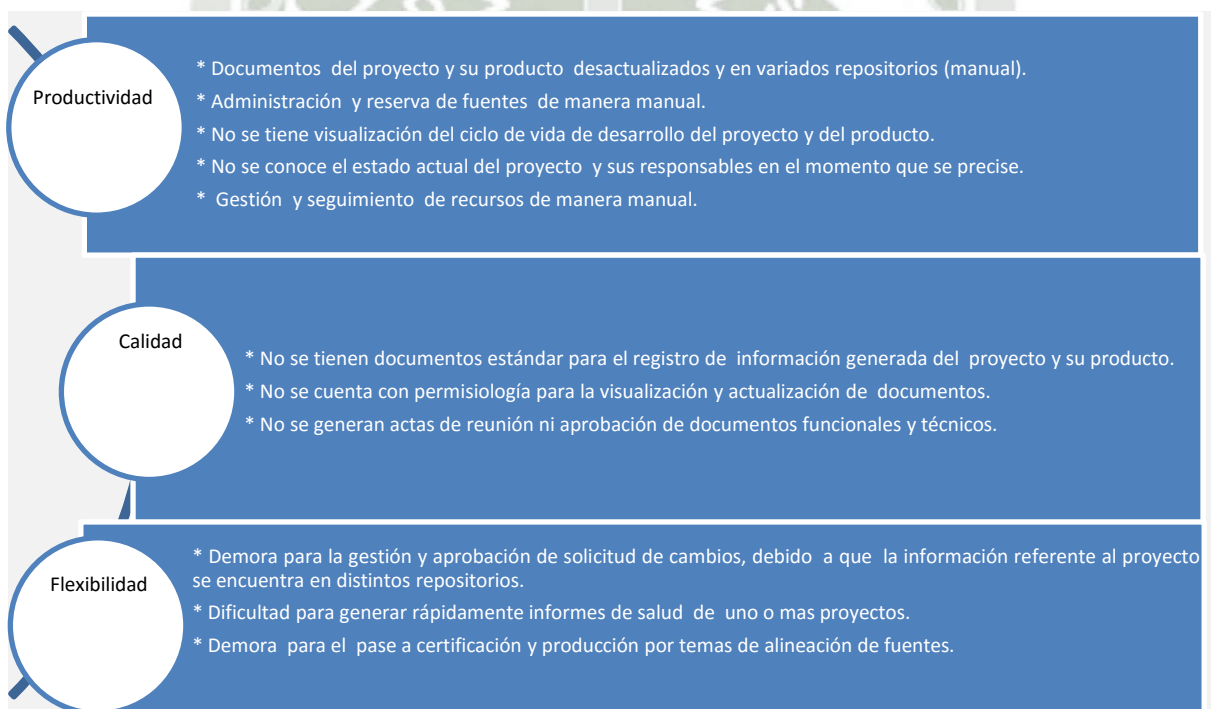 Productividad
* Documentos del proyecto y su producto desactualizados y en variados repositorios (manual).
* Administración y reserva de fuentes de manera manual.
* No se tiene visualización del ciclo de vida de desarrollo del proyecto y del producto.
* No se conoce el estado actual del proyecto y sus responsables en el momento que se precise.
* Gestión y seguimiento de recursos de manera manual.
Calidad
* No se tienen documentos estándar para el registro de información generada del proyecto y su producto.
* No se cuenta con permisiología para la visualización y actualización de documentos.
* No se generan actas de reunión ni aprobación de documentos funcionales y técnicos.
Flexibilidad
* Demora para la gestión y aprobación de solicitud de cambios, debido a que la información referente al proyecto
se encuentra en distintos repositorios.
* Dificultad para generar rápidamente informes de salud de uno o mas proyectos.
* Demora para el pase a certificación y producción por temas de alineación de fuentes.